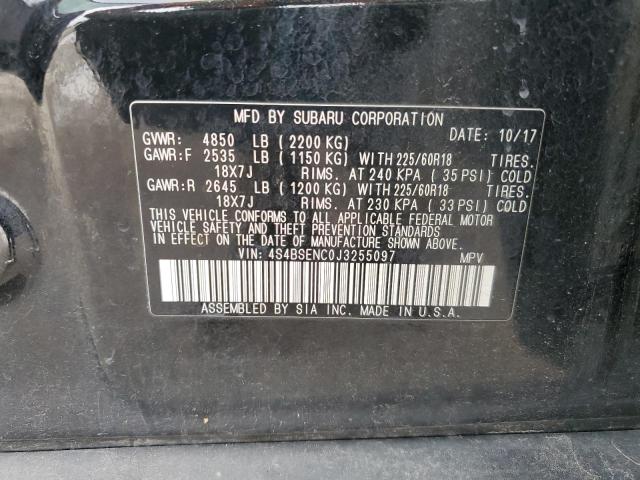 MFD BY SUBARU CORPORATION
GVWR: 4850 LB ( 2200 KG) DATE: 10/17
GAWR:F 2535 LB ( 1150 KG) WITH 225/60R18 TIRES.
18X7J RIMS. AT 240 KPA ( 35 PSI) COLD
GAWR:R 2645 LB ( 1200 KG) WITH 225/60R18 TIRES.
18X7J RIMS. AT 230 KPA ( 33 PSI) COLD
THIS VEHICLE CONFORMS TO ALL APPLICABLE FEDERAL MOTOR
VEHICLE SAFETY AND THEFT PREVENTION STANDARDS
IN EFFECT ON THE DATE OF MANUFACTURE SHOWN ABOVE.
VIN: 4S4BSENC0J3255097 MPV
ASSEMBLED BY SIA INC. MADE IN U.S.A.